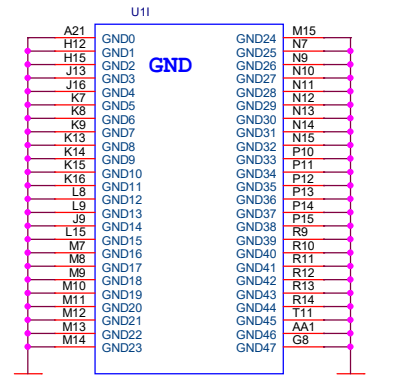 U1I
GND
A21 GND0 GND24 M15
H12 GND1 GND25 N7
H15 GND2 GND26 N9
J13 GND3 GND27 N10
J16 GND4 GND28 N11
K7 GND5 GND29 N12
K8 GND6 GND30 N13
K9 GND7 GND31 N14
K13 GND8 GND32 N15
K14 GND9 GND33 P10
K15 GND10 GND34 P11
K16 GND11 GND35 P12
L8 GND12 GND36 P13
L9 GND13 GND37 P14
J9 GND14 GND38 P15
L15 GND15 GND39 R9
M7 GND16 GND40 R10
M8 GND17 GND41 R11
M9 GND18 GND42 R12
M10 GND19 GND43 R13
M11 GND20 GND44 R14
M12 GND21 GND45 T11
M13 GND22 GND46 AA1
M14 GND23 GND47 G8